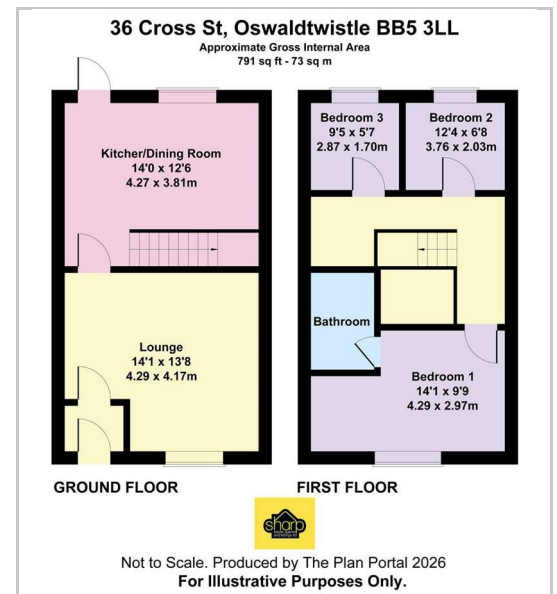 36 Cross St, Oswaldtwistle BB5 3LL
Approximate Gross Internal Area
791 sq ft - 73 sq m
Kitcher/Dining Room
14'0 x 12'6
4.27 x 3.81m
Lounge
14'1 x 13'8
4.29 x 4.17m
Bedroom 3
9'5 x 5'7
2.87 x 1.70m
Bedroom 2
12'4 x 6'8
3.76 x 2.03m
Bathroom
Bedroom 1
14'1 x 9'9
4.29 x 2.97m
GROUND FLOOR
FIRST FLOOR
sharp
Not to Scale. Produced by The Plan Portal 2026
For Illustrative Purposes Only.